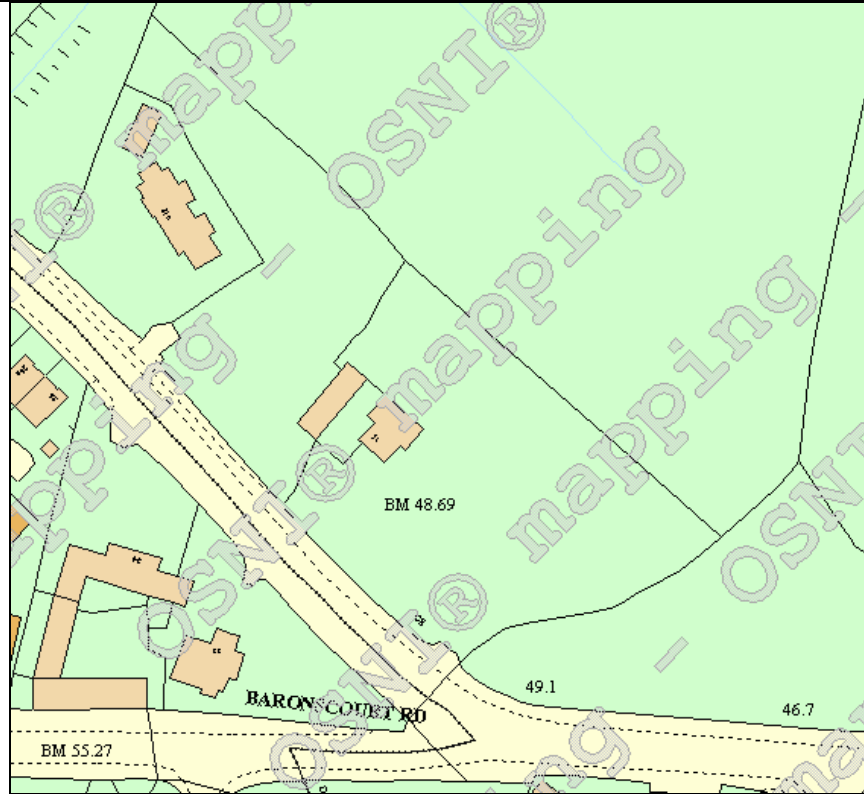 OSNI® mapping – OSNI® mapping
BM 48.69
49.1
46.7
BARONSCOURT RD
BM 55.27